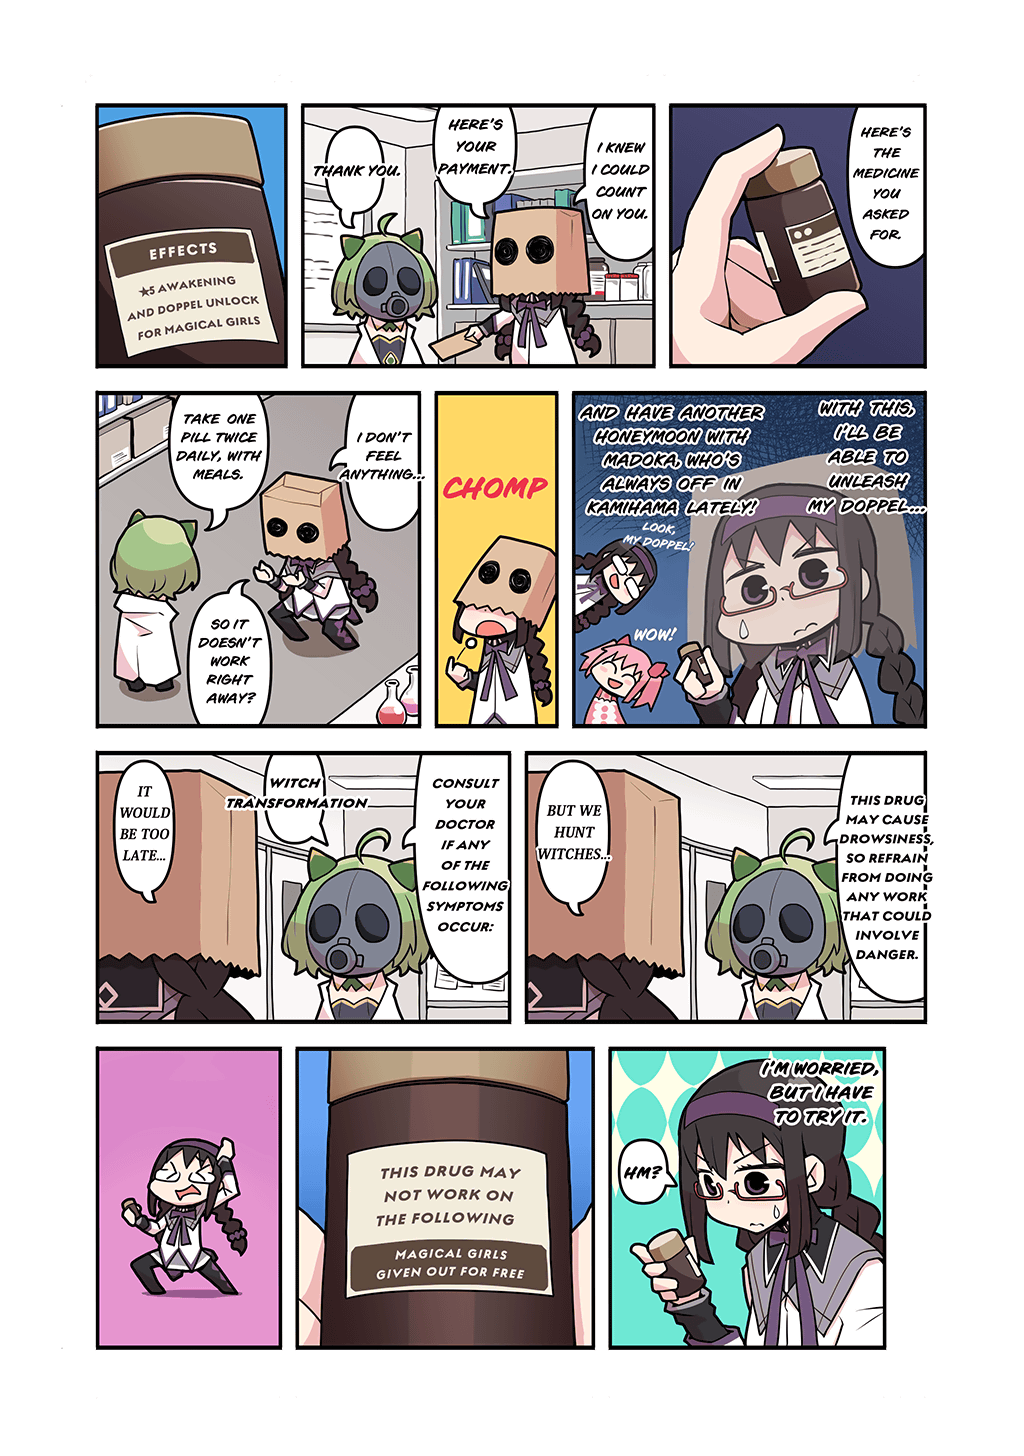 HERE'S
THE
MEDICINE
YOU
ASKED
FOR.
I KNEW
I COULD
COUNT
ON YOU.
HERE'S
YOUR
PAYMENT.
THANK YOU.
EFFECTS
★5 AWAKENING
AND DOPPEL UNLOCK
FOR MAGICAL GIRLS
WITH THIS,
I'LL BE
ABLE TO
UNLEASH
MY DOPPEL...
AND HAVE ANOTHER
HONEYMOON WITH
MADOKA, WHO'S
ALWAYS OFF IN
KAMIHAMA LATELY!
LOOK,
MY DOPPEL!
WOW!
CHOMP
I DON'T
FEEL
ANYTHING...
TAKE ONE
PILL TWICE
DAILY, WITH
MEALS.
SO IT
DOESN'T
WORK
RIGHT
AWAY?
THIS DRUG
MAY CAUSE
DROWSINESS,
SO REFRAIN
FROM DOING
ANY WORK
THAT COULD
INVOLVE
DANGER.
BUT WE
HUNT
WITCHES...
CONSULT
YOUR
DOCTOR
IF ANY
OF THE
FOLLOWING
SYMPTOMS
OCCUR:
WITCH
TRANSFORMATION
IT
WOULD
BE TOO
LATE...
I'M WORRIED,
BUT I HAVE
TO TRY IT.
HM?
THIS DRUG MAY
NOT WORK ON
THE FOLLOWING
MAGICAL GIRLS
GIVEN OUT FOR FREE